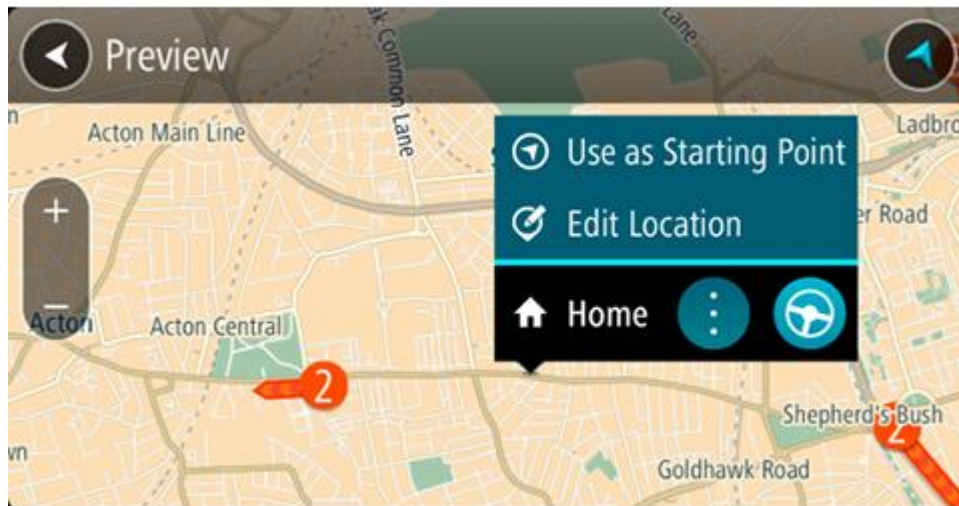 Preview
Acton Main Line
Common Lane
Lane
Use as Starting Point
Edit Location
Home
+
−
Acton
Acton Central
2
Road
Shepherd's Bush
2
Goldhawk Road